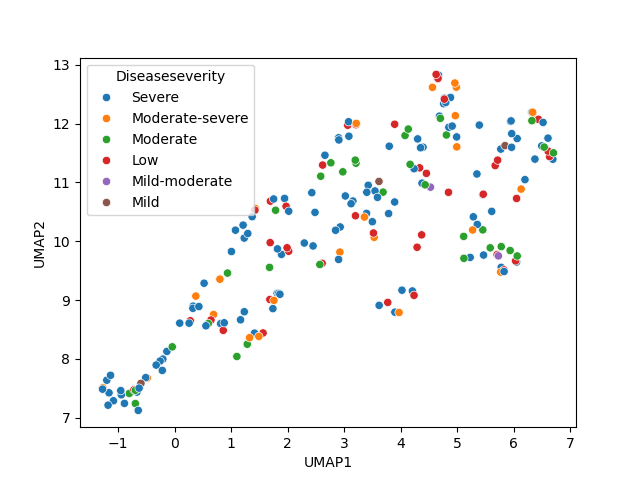 Diseaseseverity
Severe
Moderate-severe
Moderate
Low
Mild-moderate
Mild
13
12
11
10
9
8
7
UMAP2
−1 0 1 2 3 4 5 6 7
UMAP1